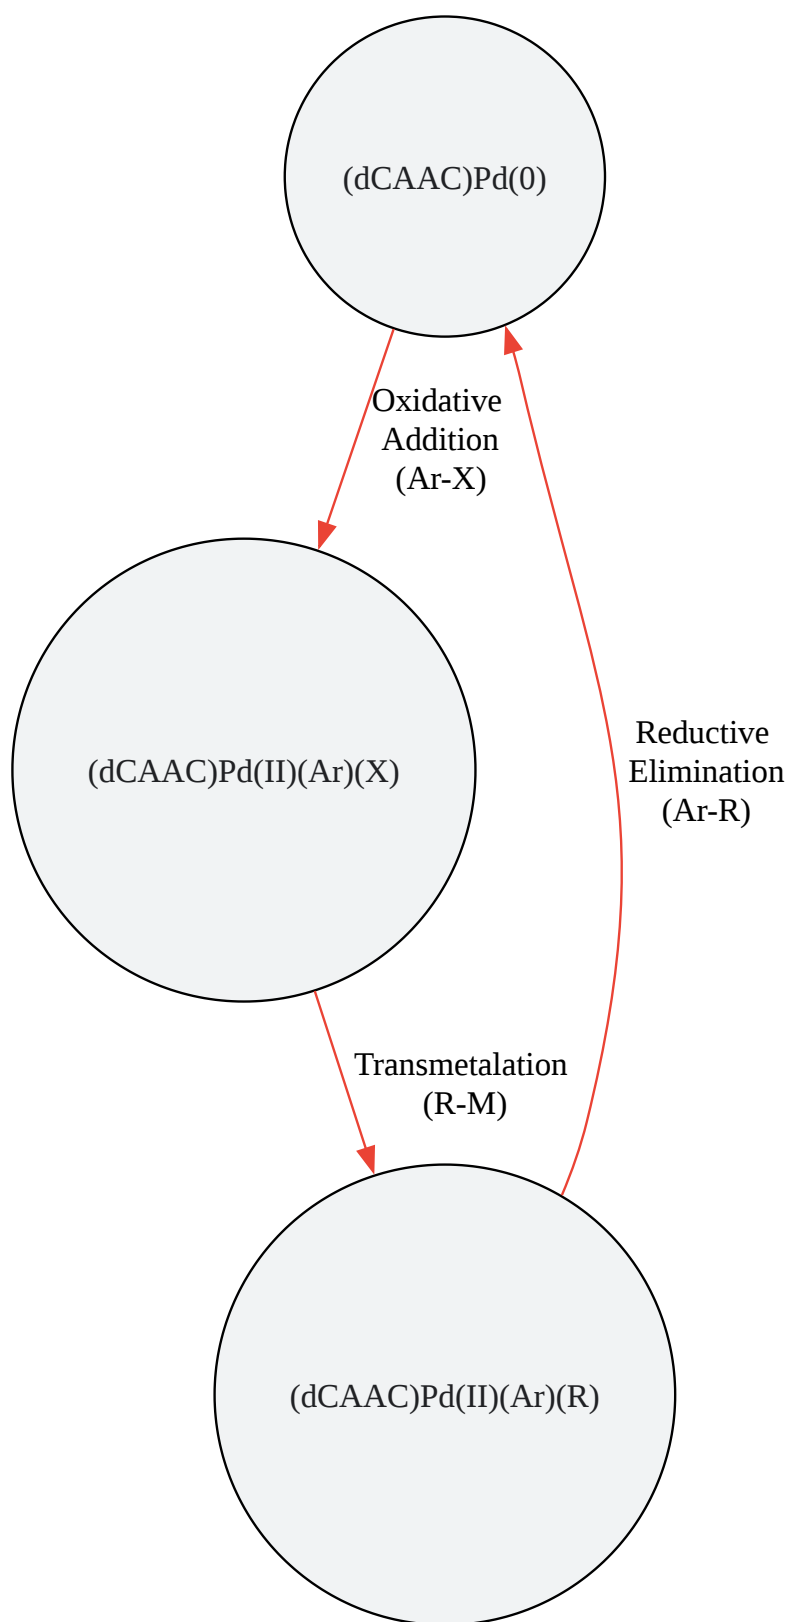 (dCAAC)Pd(0)
Oxidative
Addition
(Ar-X)
(dCAAC)Pd(II)(Ar)(X)
Reductive
Elimination
(Ar-R)
Transmetalation
(R-M)
(dCAAC)Pd(II)(Ar)(R)